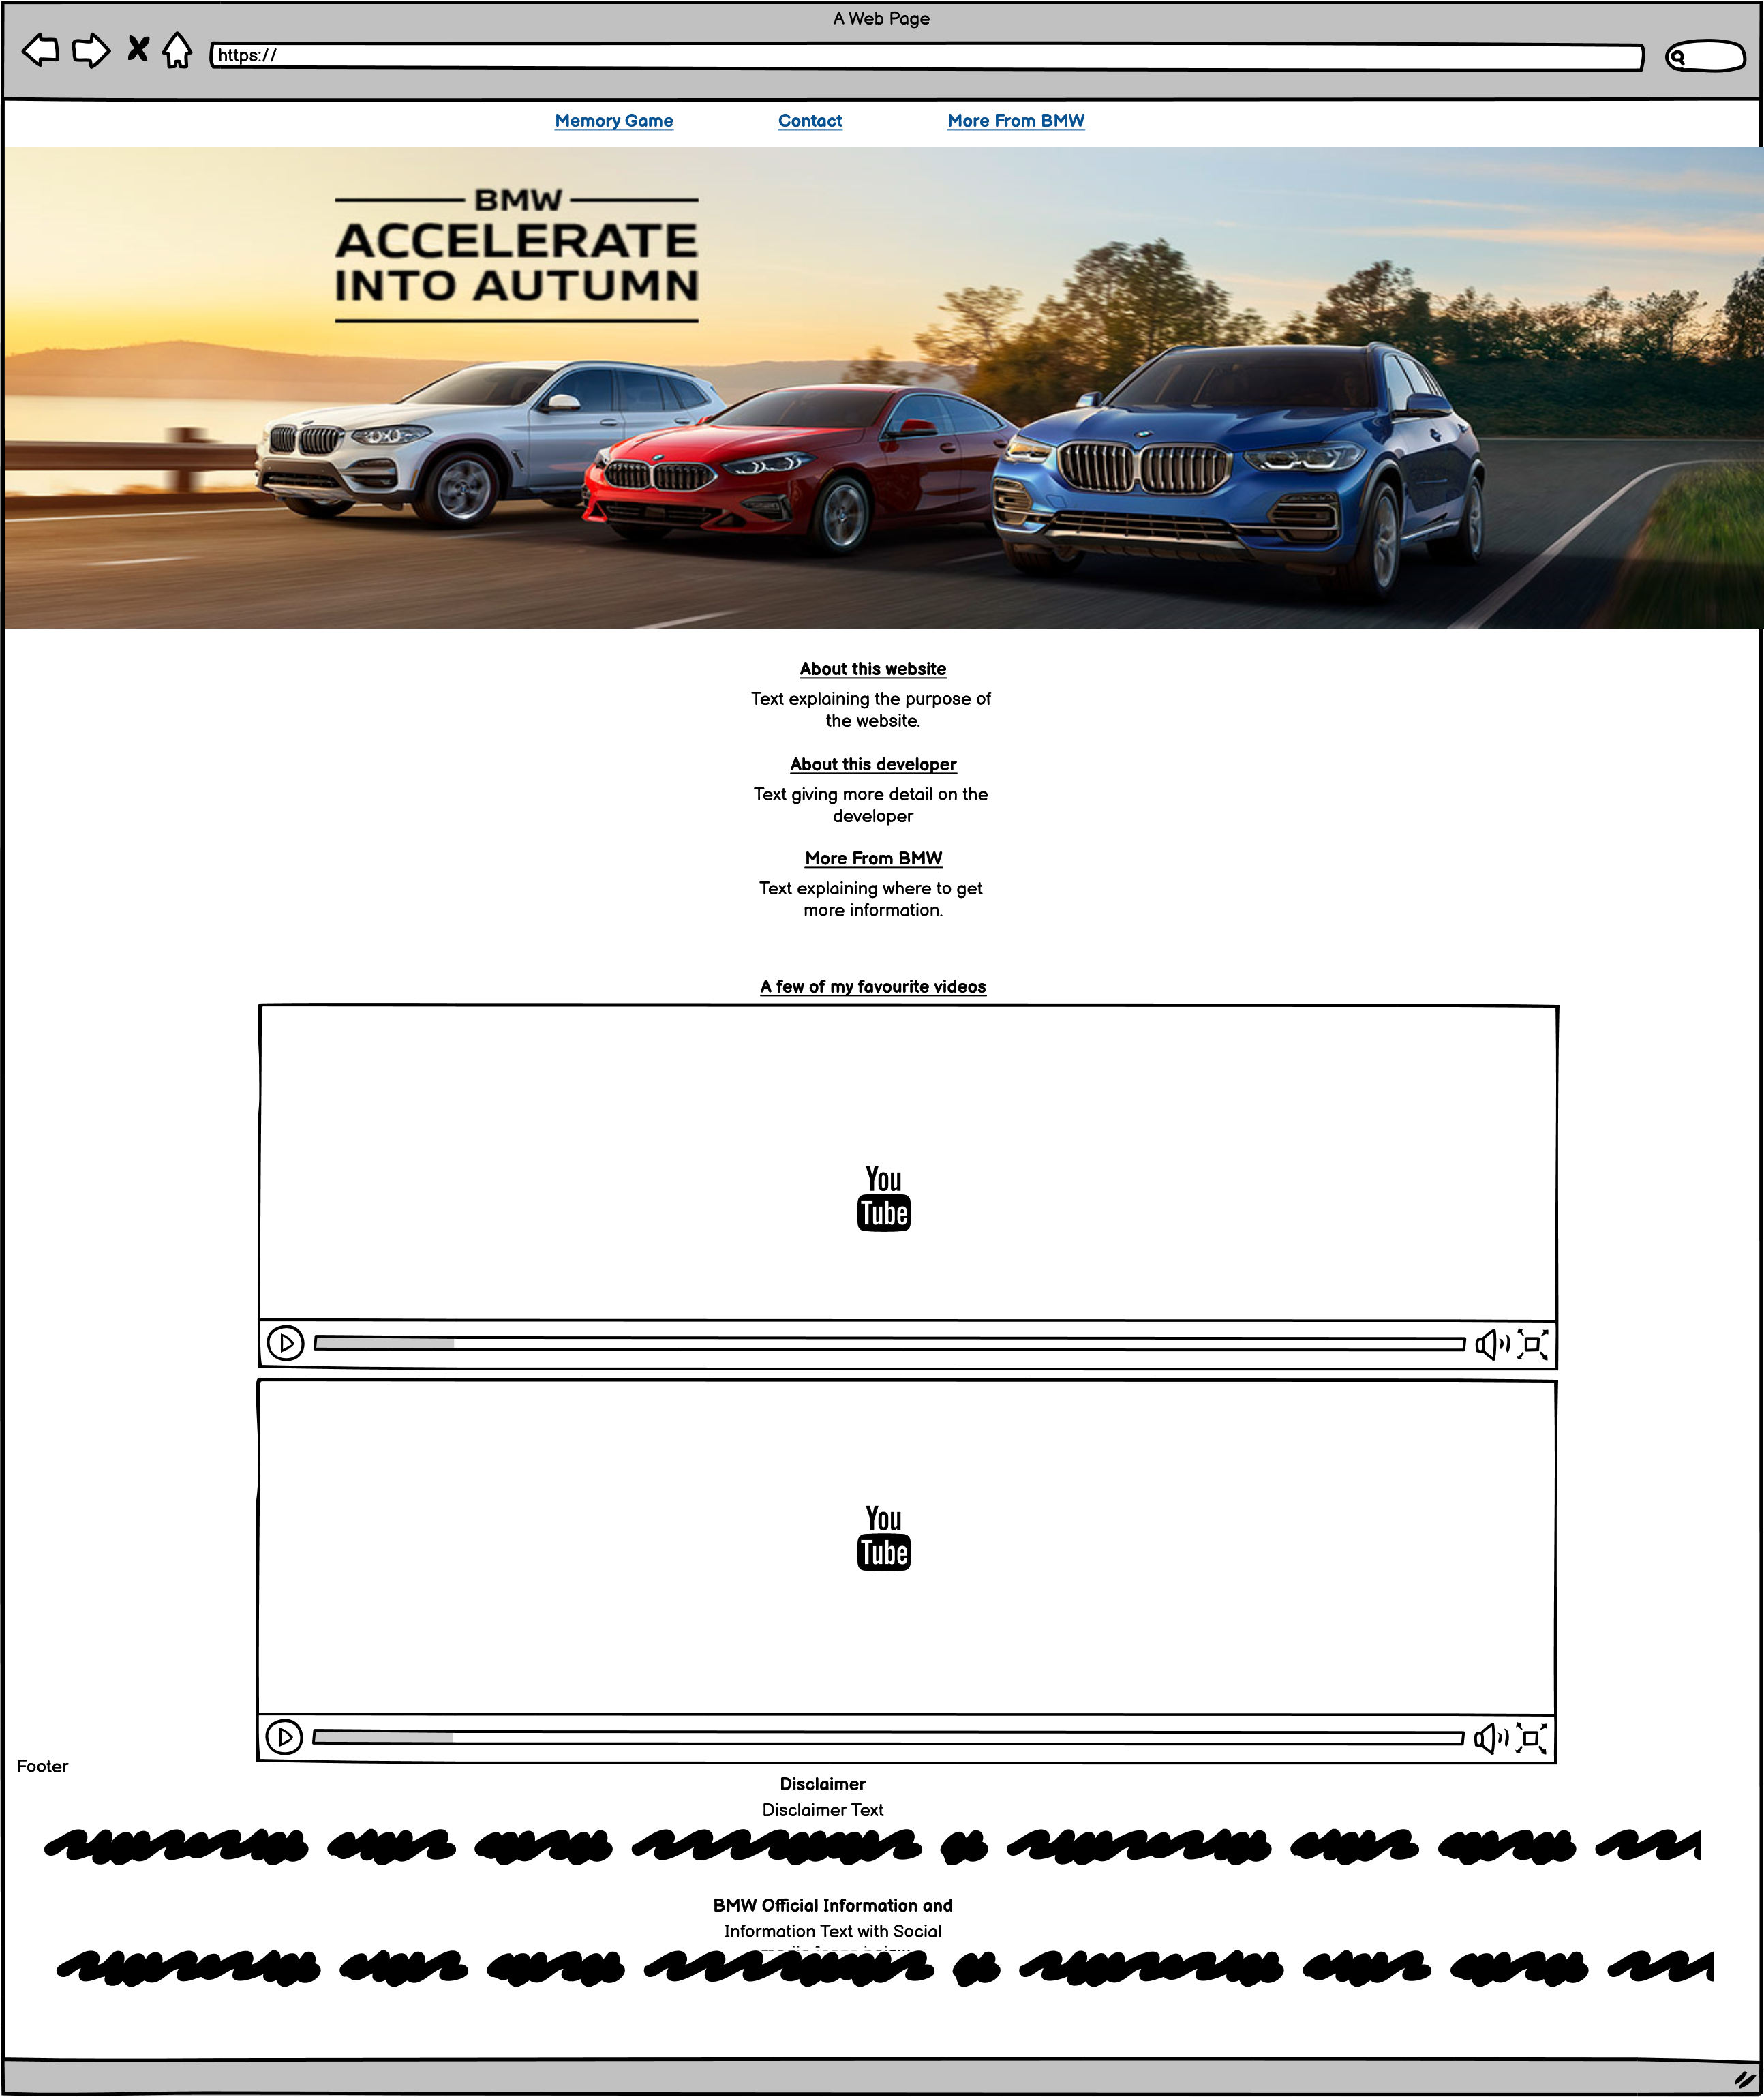 A Web Page
https://
Memory Game Contact More From BMW
BMW
ACCELERATE
INTO AUTUMN
About this website
Text explaining the purpose of
the website.
About this developer
Text giving more detail on the
developer
More From BMW
Text explaining where to get
more information.
A few of my favourite videos
You
Tube
You
Tube
Footer
Disclaimer
Disclaimer Text
BMW Official Information and
Information Text with Social